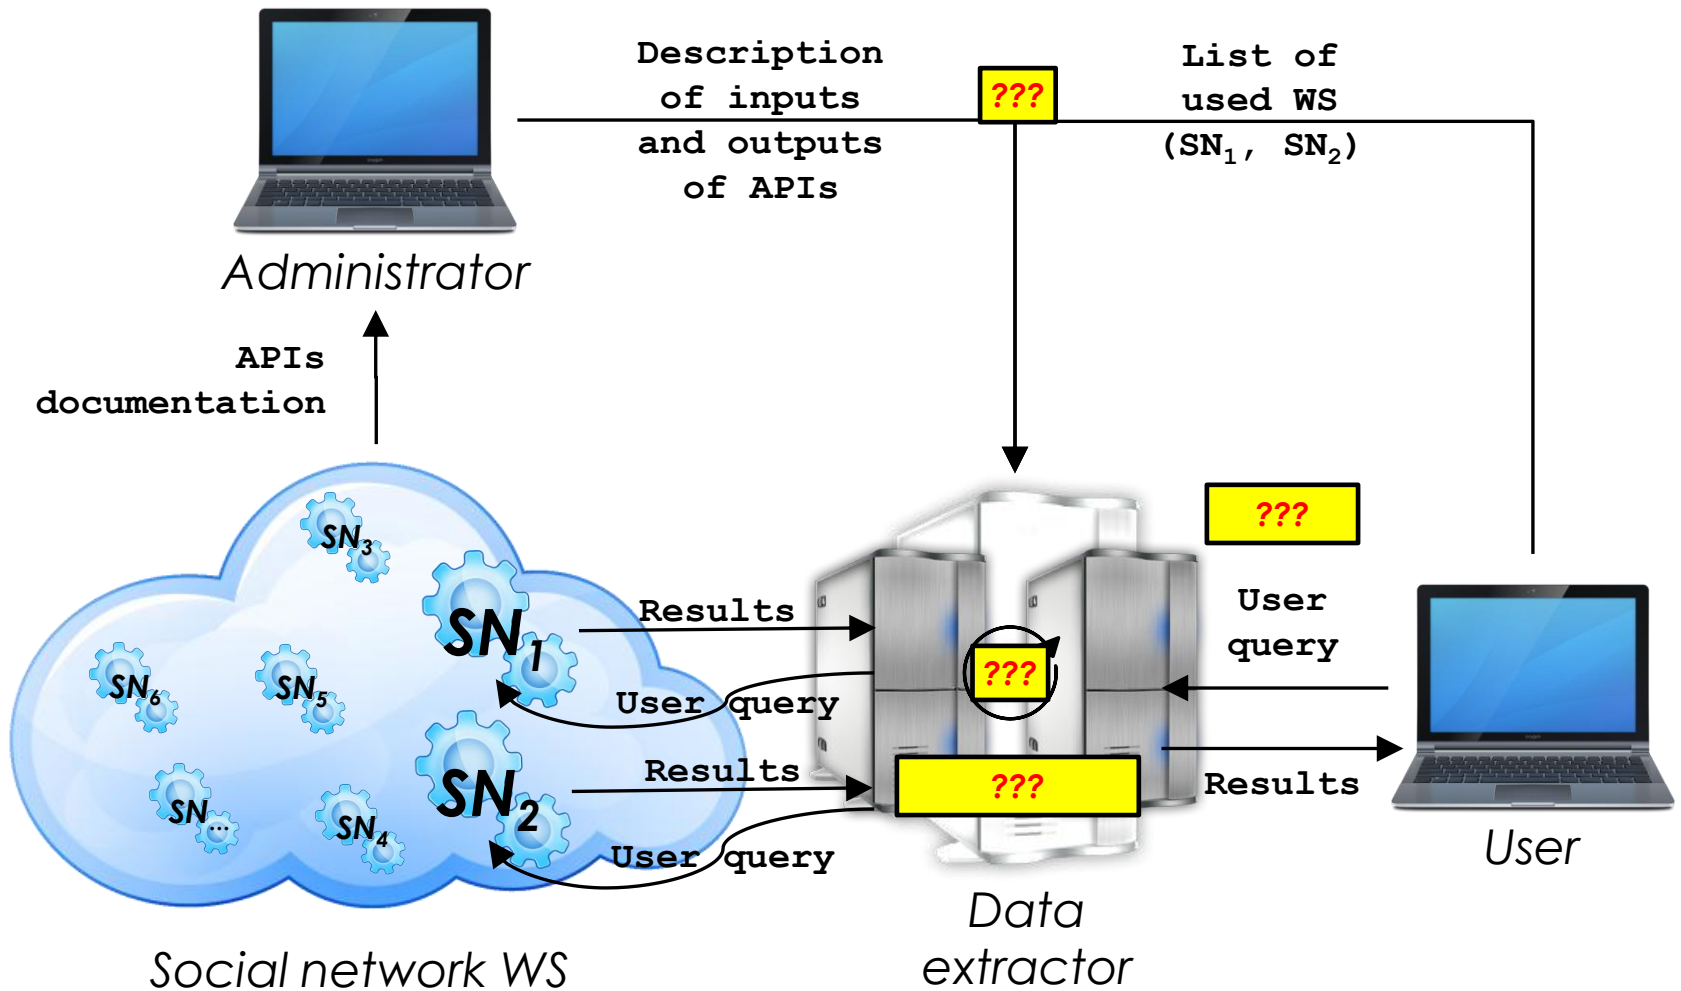 Description
of inputs
and outputs
of APIs
???
List of
used WS
(SN1, SN2)
Administrator
APIs
documentation
SN3
SN1
SN6
SN5
SN2
SN...
SN4
Results
User query
Results
User query
???
???
???
User
query
Results
User
Data
extractor
Social network WS